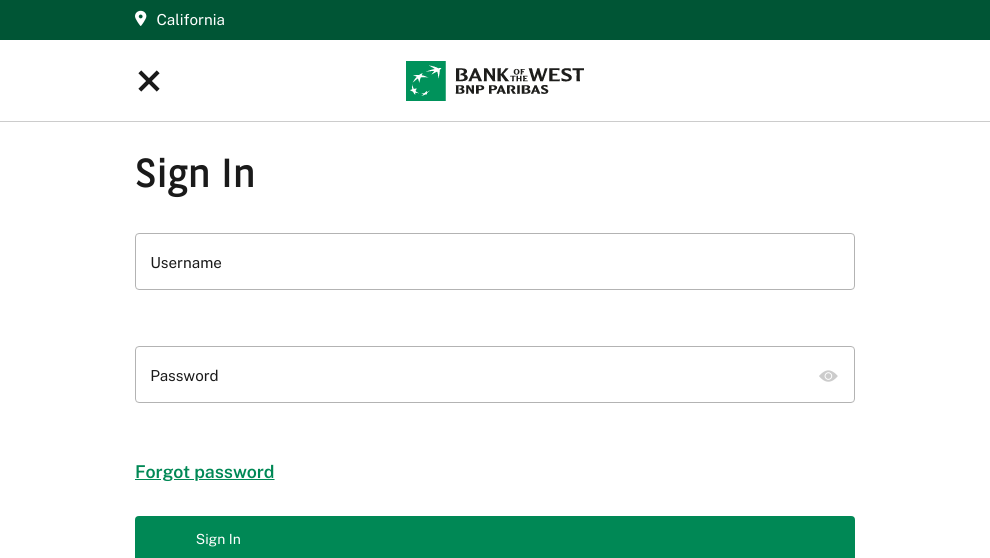 California
BANK OF THE WEST
BNP PARIBAS
Sign In
Username
Password
Forgot password
Sign In